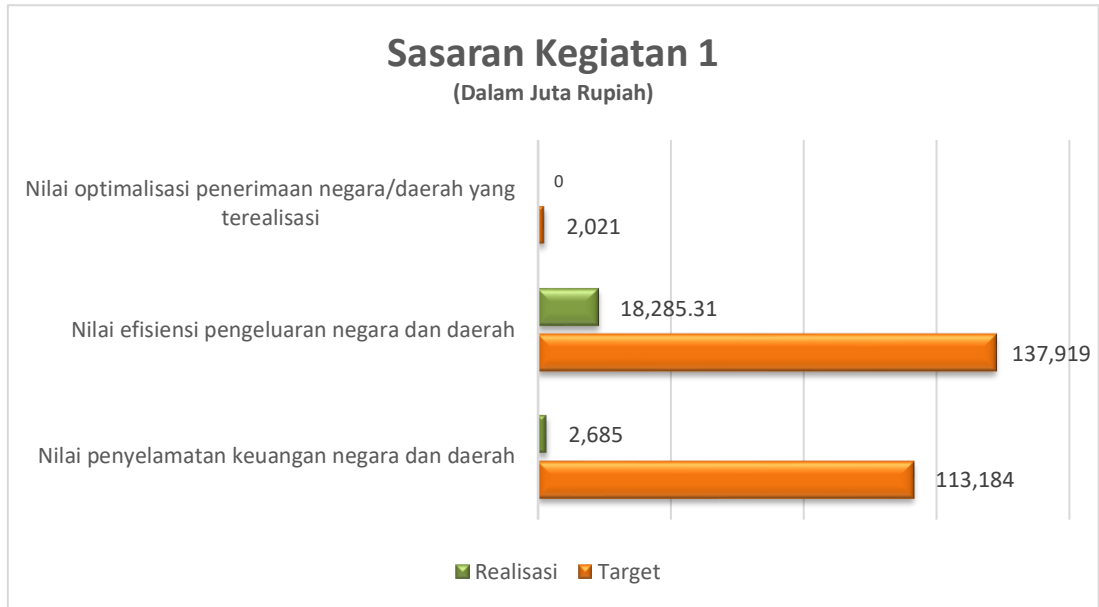 Sasaran Kegiatan 1
(Dalam Juta Rupiah)
Nilai optimalisasi penerimaan negara/daerah yang
terealisasi
0
2,021
Nilai efisiensi pengeluaran negara dan daerah
18,285.31
137,919
Nilai penyelamatan keuangan negara dan daerah
2,685
113,184
Realisasi Target